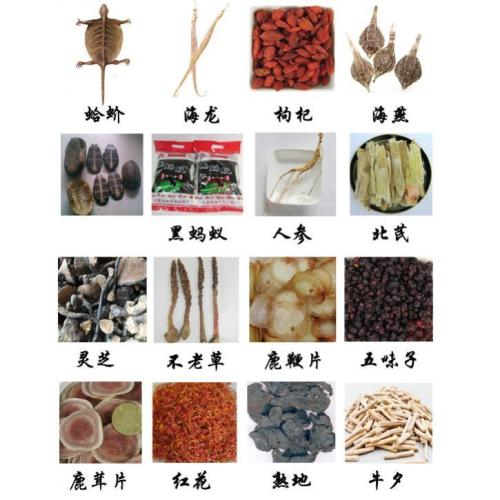 蛤蚧 海龙 枸杞 海燕
黑蚂蚁 人参 北芪
灵芝 不老草 鹿鞭片 五味子
鹿茸片 红花 熟地 牛夕